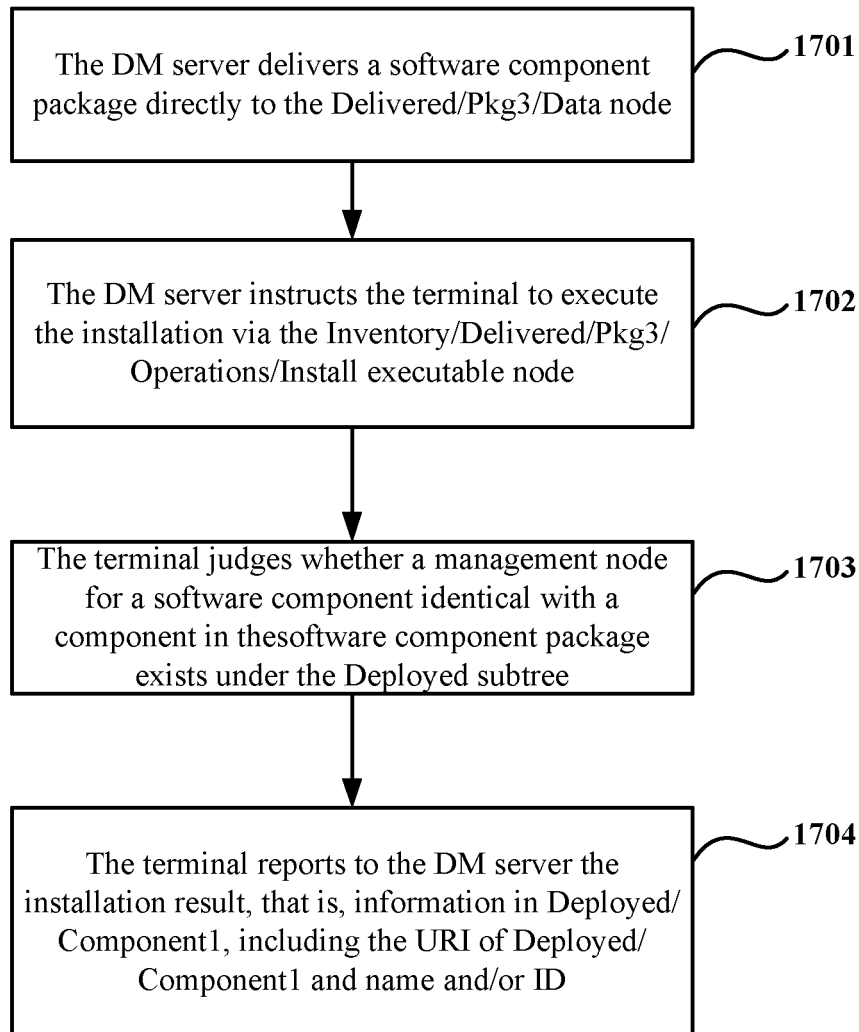 The DM server delivers a software component
package directly to the Delivered/Pkg3/Data node
1701
The DM server instructs the terminal to execute
the installation via the Inventory/Delivered/Pkg3/
Operations/Install executable node
1702
The terminal judges whether a management node
for a software component identical with a
component in thesoftware component package
exists under the Deployed subtree
1703
The terminal reports to the DM server the
installation result, that is, information in Deployed/
Component1, including the URI of Deployed/
Component1 and name and/or ID
1704